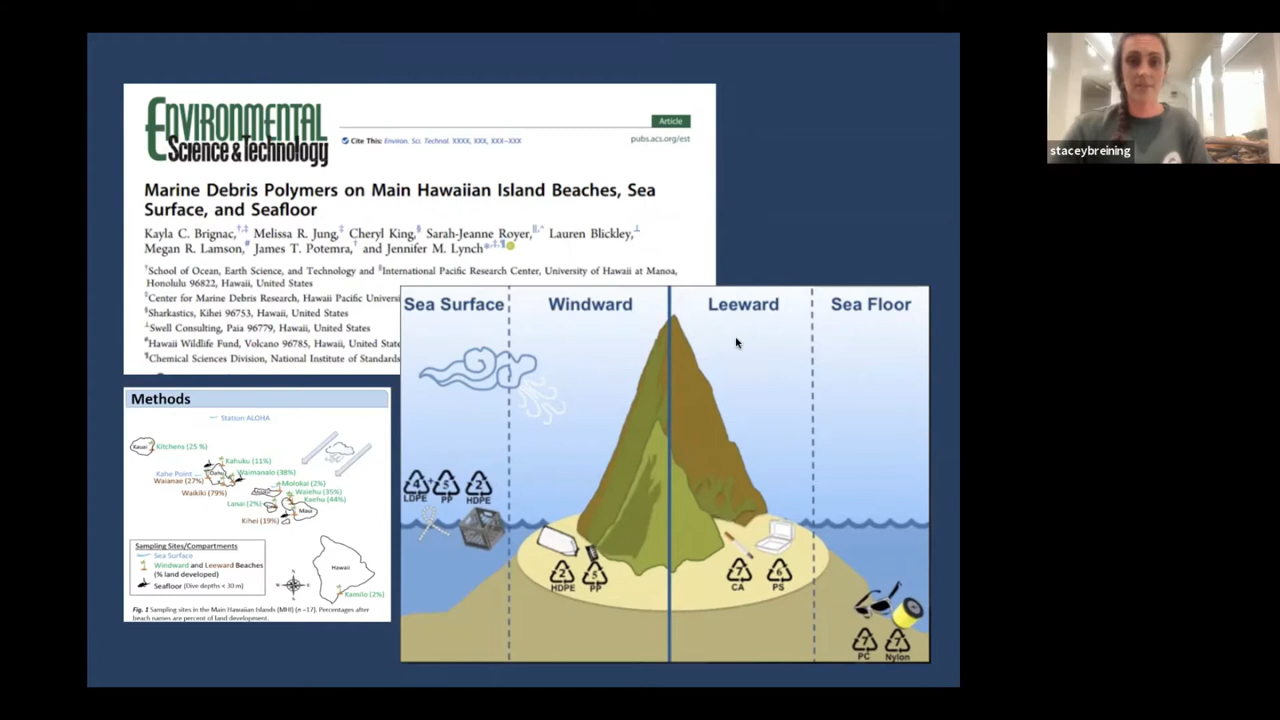 ENVIRONMENTAL
Science & Technology
Article
Cite This: Environ. Sci. Technol. XXXX, XXX, XXX−XXX
pubs.acs.org/est
Marine Debris Polymers on Main Hawaiian Island Beaches, Sea
Surface, and Seafloor
Kayla C. Brignac,†,‡ Melissa R. Jung,‡ Cheryl King,§ Sarah-Jeanne Royer,∥,^ Lauren Blickley,⊥
Megan R. Lamson,# James T. Potemra,† and Jennifer M. Lynch*,‡,¶
†School of Ocean, Earth Science, and Technology and ∥International Pacific Research Center, University of Hawaii at Manoa,
Honolulu 96822, Hawaii, United States
‡Center for Marine Debris Research, Hawaii Pacific Universi
§Sharkastics, Kihei 96753, Hawaii, United States
⊥Swell Consulting, Paia 96779, Hawaii, United States
#Hawaii Wildlife Fund, Volcano 96785, Hawaii, United State
¶Chemical Sciences Division, National Institute of Standards
Methods
Station ALOHA
Kauai
Kitchens (25 %)
Kahuku (11%)
Kahe Point
Oahu
Waimanalo (38%)
Waianae (27%)
Molokai (2%)
Waikiki (79%)
Waiehu (35%)
Kaehu (44%)
Lanai (2%)
Maui
Kihei (19%)
Sampling Sites/Compartments
Sea Surface
Windward and Leeward Beaches
(% land developed)
Seafloor (Dive depths < 30 m)
Hawaii
Kamilo (2%)
Fig. 1 Sampling sites in the Main Hawaiian Islands (MHI) (n =17). Percentages after
beach names are percent of land development.
Sea Surface
Windward
Leeward
Sea Floor
4 + 5 2
LDPE PP HDPE
2 5
HDPE PP
7 6
CA PS
7 7
PC Nylon
staceybreining